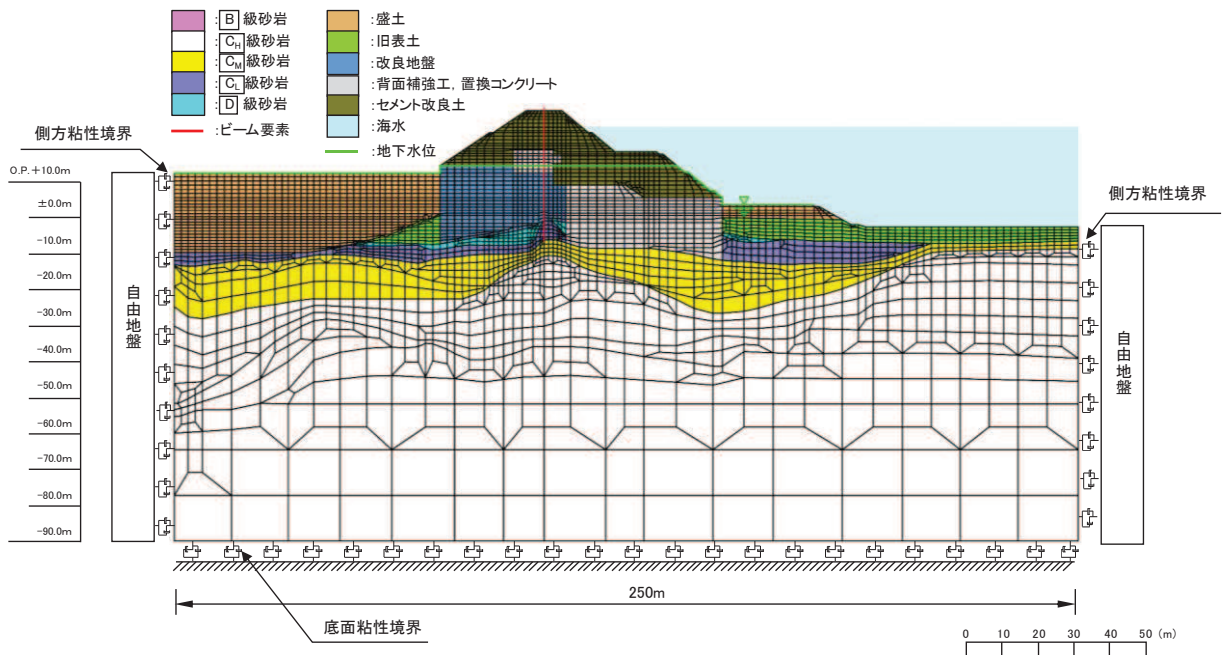 :B 級砂岩
:CH 級砂岩
:CM 級砂岩
:CL 級砂岩
:D 級砂岩
:ビーム要素
:盛土
:旧表土
:改良地盤
:背面補強工, 置換コンクリート
:セメント改良土
:海水
:地下水位
側方粘性境界
側方粘性境界
O.P.+10.0m
±0.0m
-10.0m
-20.0m
-30.0m
-40.0m
-50.0m
-60.0m
-70.0m
-80.0m
-90.0m
自由地盤
自由地盤
250m
底面粘性境界
0 10 20 30 40 50 (m)